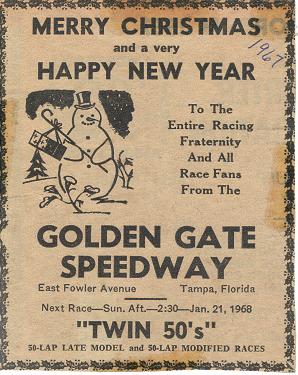 MERRY CHRISTMAS
1967
and a very
HAPPY NEW YEAR
To The
Entire Racing
Fraternity
And All
Race Fans
From The
GOLDEN GATE
SPEEDWAY
East Fowler Avenue Tampa, Florida
Next Race—Sun. Aft.—2:30—Jan. 21, 1968
"TWIN 50's"
50-LAP LATE MODEL and 50-LAP MODIFIED RACES